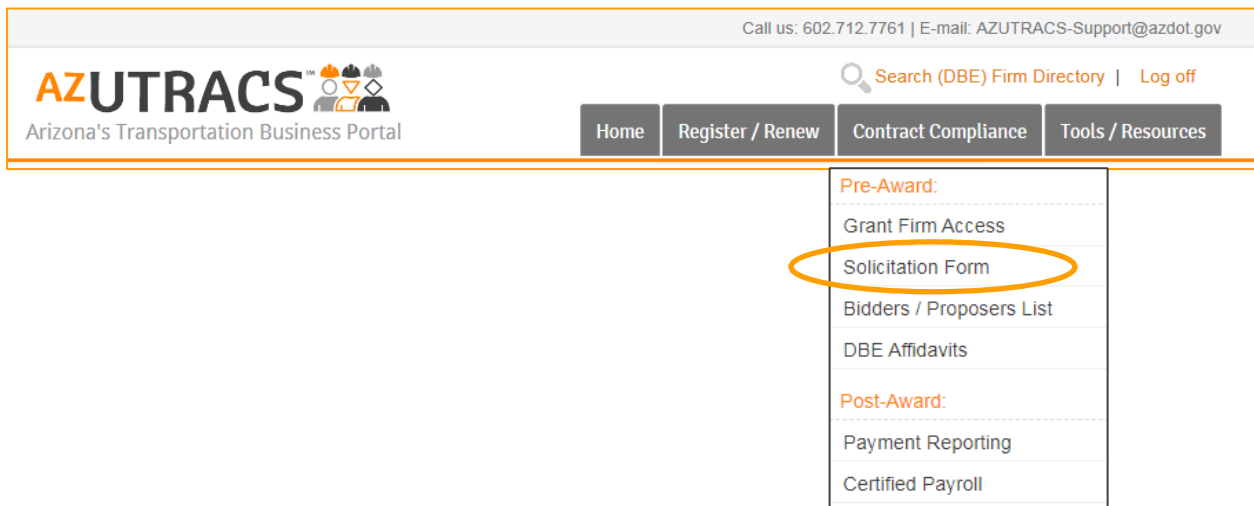 Call us: 602.712.7761 | E-mail: AZUTRACS-Support@azdot.gov
AZUTRACS™
Search (DBE) Firm Directory | Log off
Arizona's Transportation Business Portal
Home Register / Renew Contract Compliance Tools / Resources
Pre-Award:
Grant Firm Access
Solicitation Form
Bidders / Proposers List
DBE Affidavits
Post-Award:
Payment Reporting
Certified Payroll